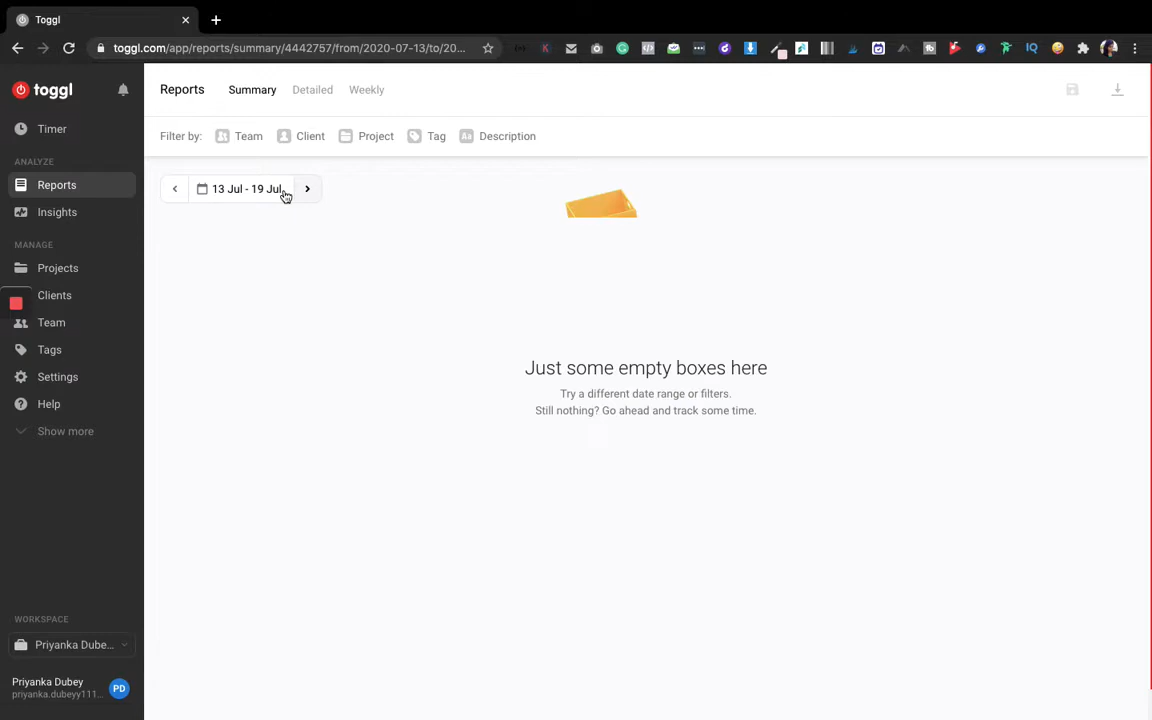 Toggl
toggl.com/app/reports/summary/4442757/from/2020-07-13/to/20...
toggl
Timer
ANALYZE
Reports
Insights
MANAGE
Projects
Clients
Team
Tags
Settings
Help
Show more
WORKSPACE
Priyanka Dube...
Priyanka Dubey
priyanka.dubeyy111...
PD
Reports Summary Detailed Weekly
Filter by: Team Client Project Tag Aa Description
13 Jul - 19 Jul
Just some empty boxes here
Try a different date range or filters.
Still nothing? Go ahead and track some time.